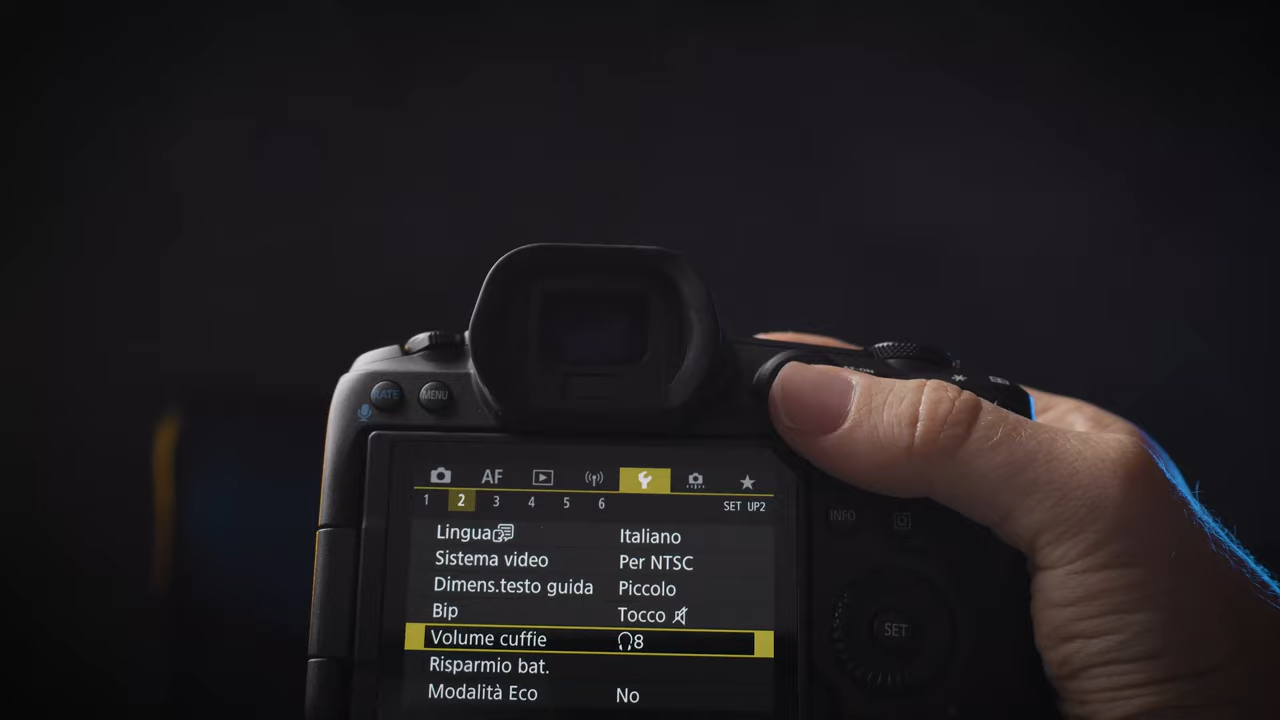 RATE MENU
AF
1 2 3 4 5 6 SET UP2
Lingua Italiano
Sistema video Per NTSC
Dimens.testo guida Piccolo
Bip Tocco
Volume cuffie 8
Risparmio bat.
Modalità Eco No
INFO
SET